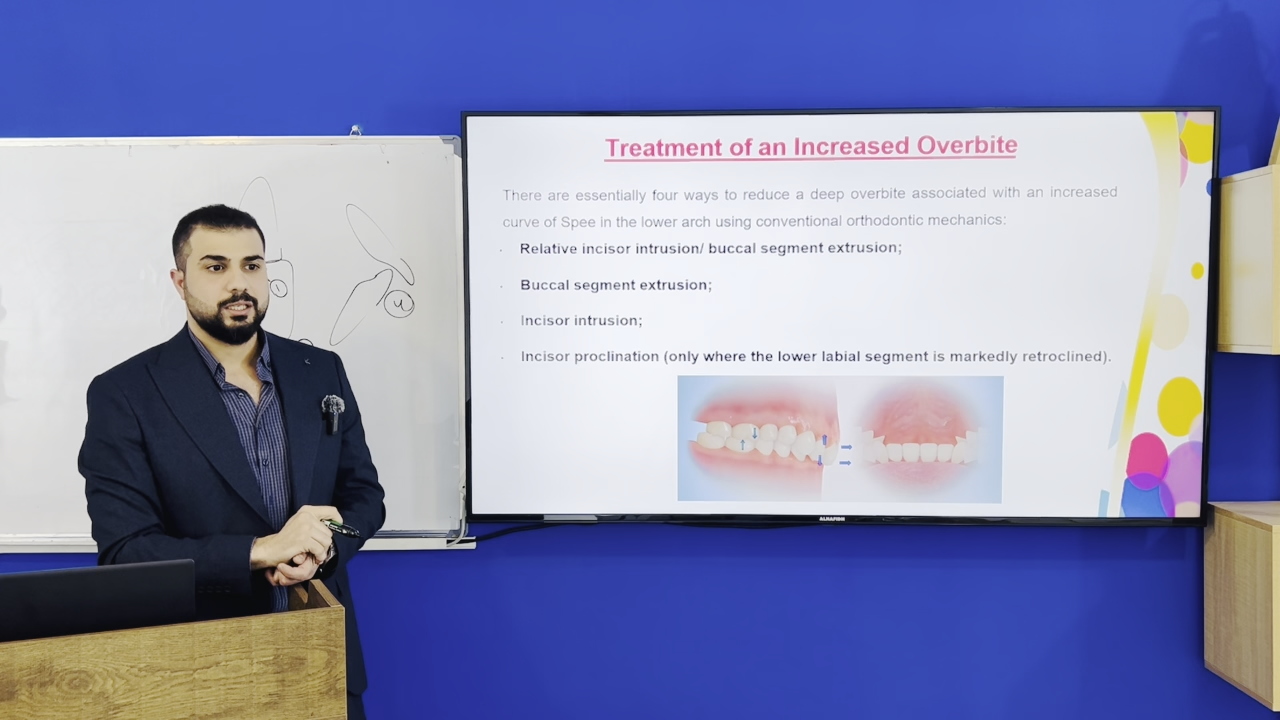 Treatment of an Increased Overbite
There are essentially four ways to reduce a deep overbite associated with an increased
curve of Spee in the lower arch using conventional orthodontic mechanics:
· Relative incisor intrusion/ buccal segment extrusion;
· Buccal segment extrusion;
· Incisor intrusion;
· Incisor proclination (only where the lower labial segment is markedly retroclined).
ALHAFIDH